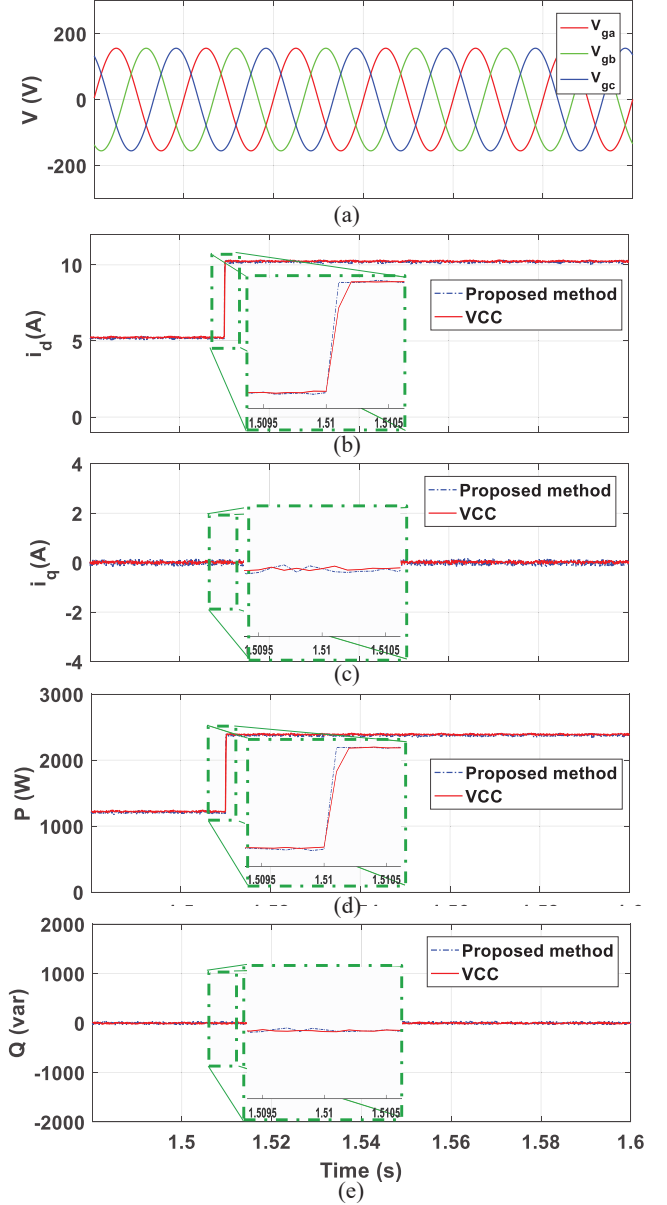 V (V)
200
0
-200
V_ga
V_gb
V_gc
(a)
i_d(A)
10
5
0
Proposed method
VCC
1.5095 1.51 1.5105
(b)
i_q(A)
4
2
0
-2
-4
Proposed method
VCC
1.5095 1.51 1.5105
(c)
P (W)
3000
2000
1000
0
Proposed method
VCC
1.5095 1.51 1.5105
(d)
Q (var)
2000
1000
0
-1000
-2000
Proposed method
VCC
1.5095 1.51 1.5105
1.5 1.52 1.54 1.56 1.58 1.6
Time (s)
(e)